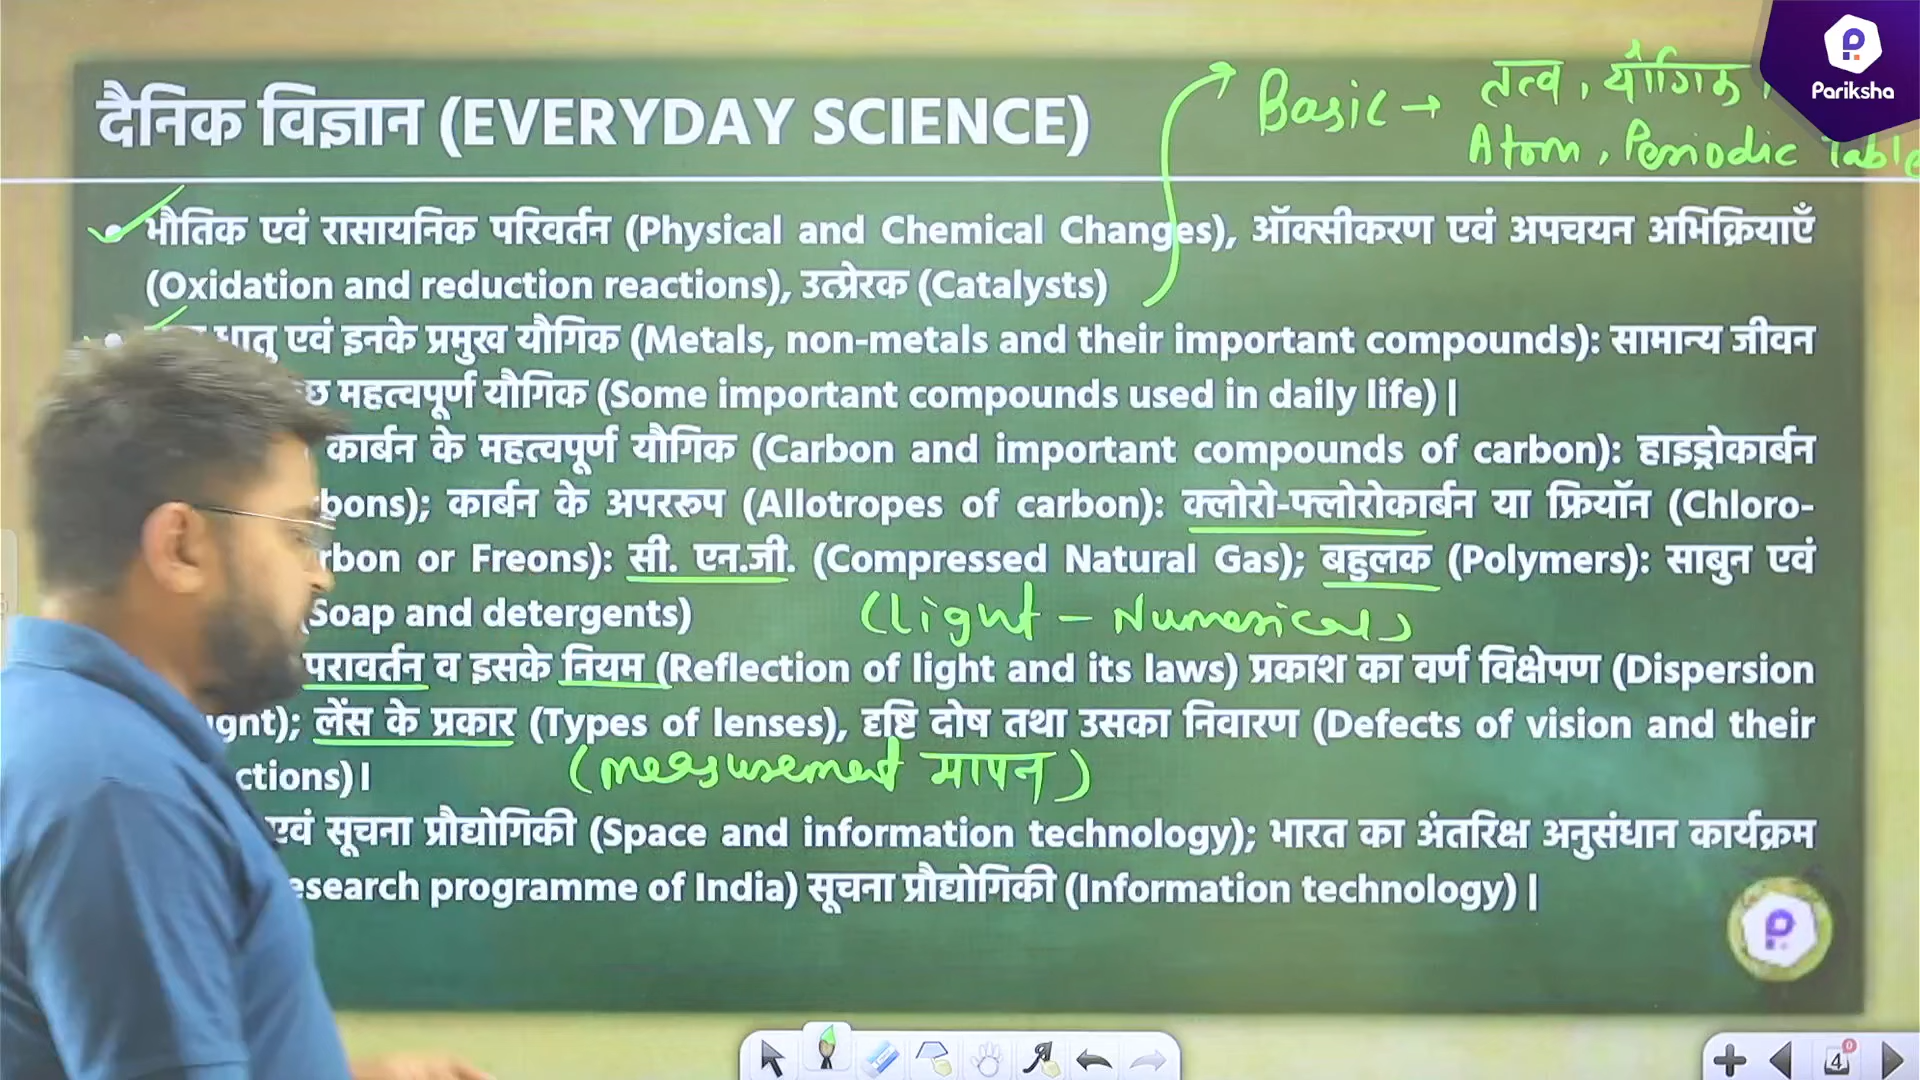 Pariksha
दैनिक विज्ञान (EVERYDAY SCIENCE)
Basic → तत्व, यौगिक
Atom, Periodic Table
भौतिक एवं रासायनिक परिवर्तन (Physical and Chemical Changes), ऑक्सीकरण एवं अपचयन अभिक्रियाएँ
(Oxidation and reduction reactions), उत्प्रेरक (Catalysts)
धातु एवं इनके प्रमुख यौगिक (Metals, non-metals and their important compounds): सामान्य जीवन
महत्वपूर्ण यौगिक (Some important compounds used in daily life) |
कार्बन के महत्वपूर्ण यौगिक (Carbon and important compounds of carbon): हाइड्रोकार्बन
bons); कार्बन के अपररूप (Allotropes of carbon): क्लोरो-फ्लोरोकार्बन या फ्रियॉन (Chloro-
rbon or Freons): सी. एन.जी. (Compressed Natural Gas); बहुलक (Polymers): साबुन एवं
(Soap and detergents)
(Light - Numericals)
परावर्तन व इसके नियम (Reflection of light and its laws) प्रकाश का वर्ण विक्षेपण (Dispersion
ght); लेंस के प्रकार (Types of lenses), दृष्टि दोष तथा उसका निवारण (Defects of vision and their
ctions)।
(measurement मापन)
एवं सूचना प्रौद्योगिकी (Space and information technology); भारत का अंतरिक्ष अनुसंधान कार्यक्रम
esearch programme of India) सूचना प्रौद्योगिकी (Information technology) |
4
0